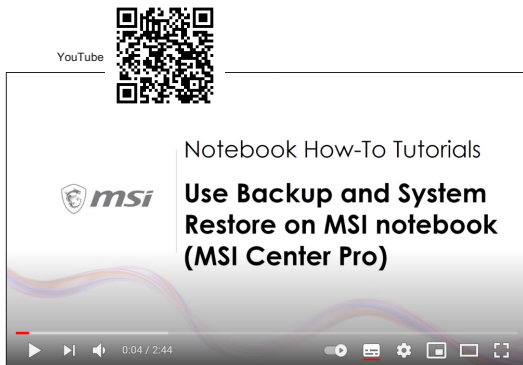 YouTube
Notebook How-To Tutorials
msi
Use Backup and System
Restore on MSI notebook
(MSI Center Pro)
0:04 / 2:44